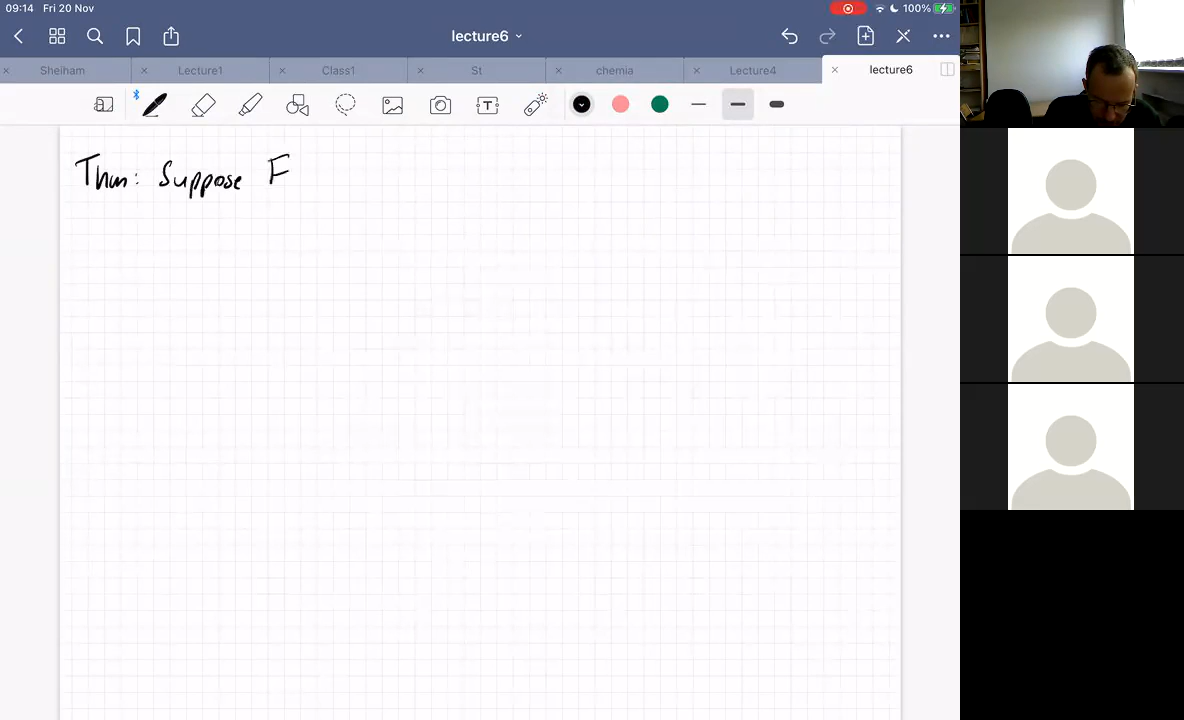 09:14 Fri 20 Nov
100%
lecture6
Sheiham
Lecture1
Class1
St
chemia
Lecture4
lecture6
T
Thm: Suppose F